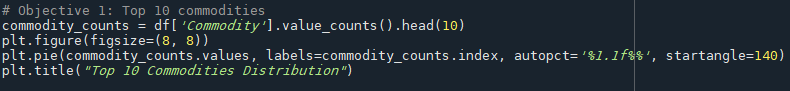 # Objective 1: Top 10 commodities
commodity_counts = df['Commodity'].value_counts().head(10)
plt.figure(figsize=(8, 8))
plt.pie(commodity_counts.values, labels=commodity_counts.index, autopct='%1.1f%%', startangle=140)
plt.title("Top 10 Commodities Distribution")